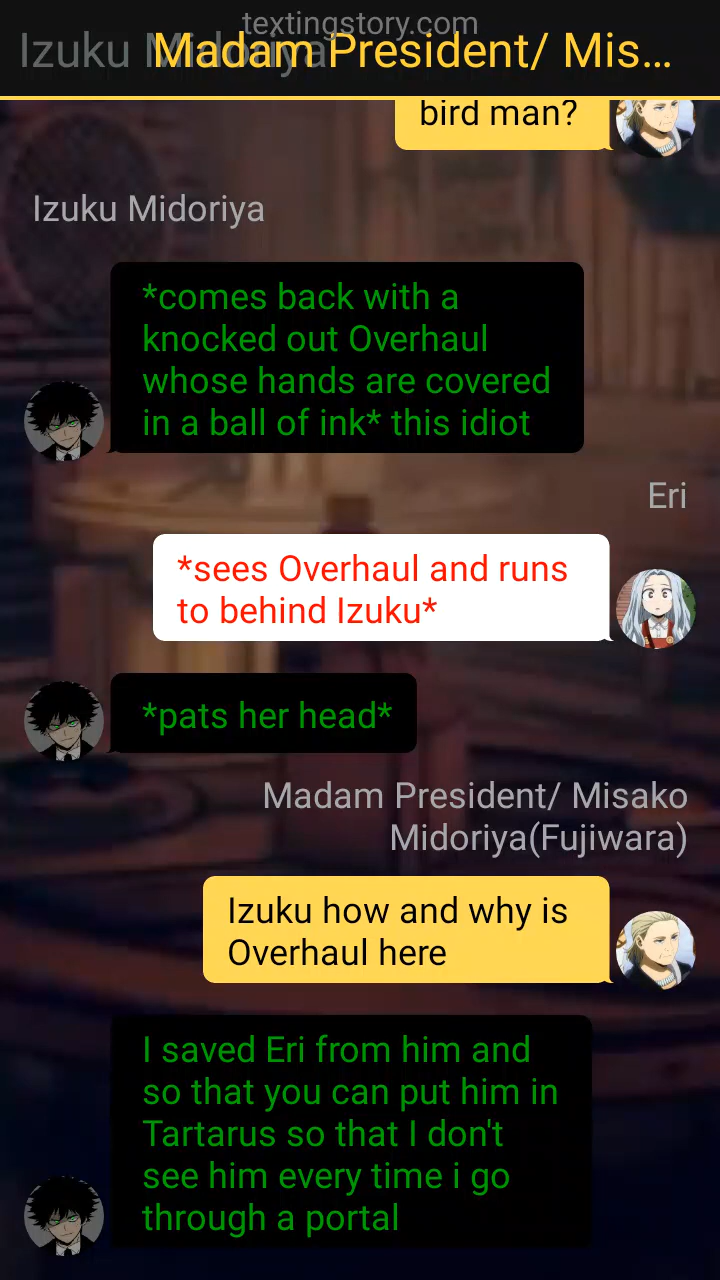 textingstory.com
Izuku Midoriya
Madam President/ Mis...
bird man?
Izuku Midoriya
*comes back with a
knocked out Overhaul
whose hands are covered
in a ball of ink* this idiot
Eri
*sees Overhaul and runs
to behind Izuku*
*pats her head*
Madam President/ Misako
Midoriya(Fujiwara)
Izuku how and why is
Overhaul here
I saved Eri from him and
so that you can put him in
Tartarus so that I don't
see him every time i go
through a portal